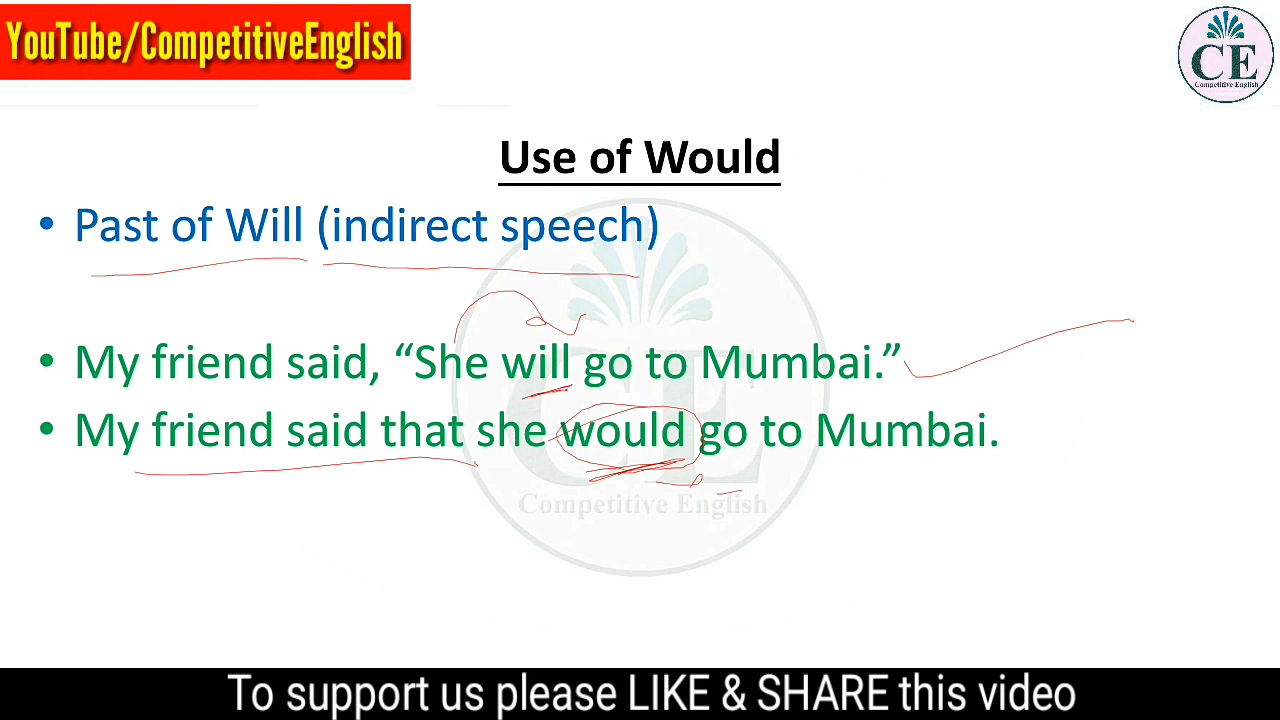 YouTube/CompetitiveEnglish
CE
Competitive English
Use of Would
• Past of Will (indirect speech)
• My friend said, “She will go to Mumbai.”
• My friend said that she would go to Mumbai.
CE
Competitive English
To support us please LIKE & SHARE this video